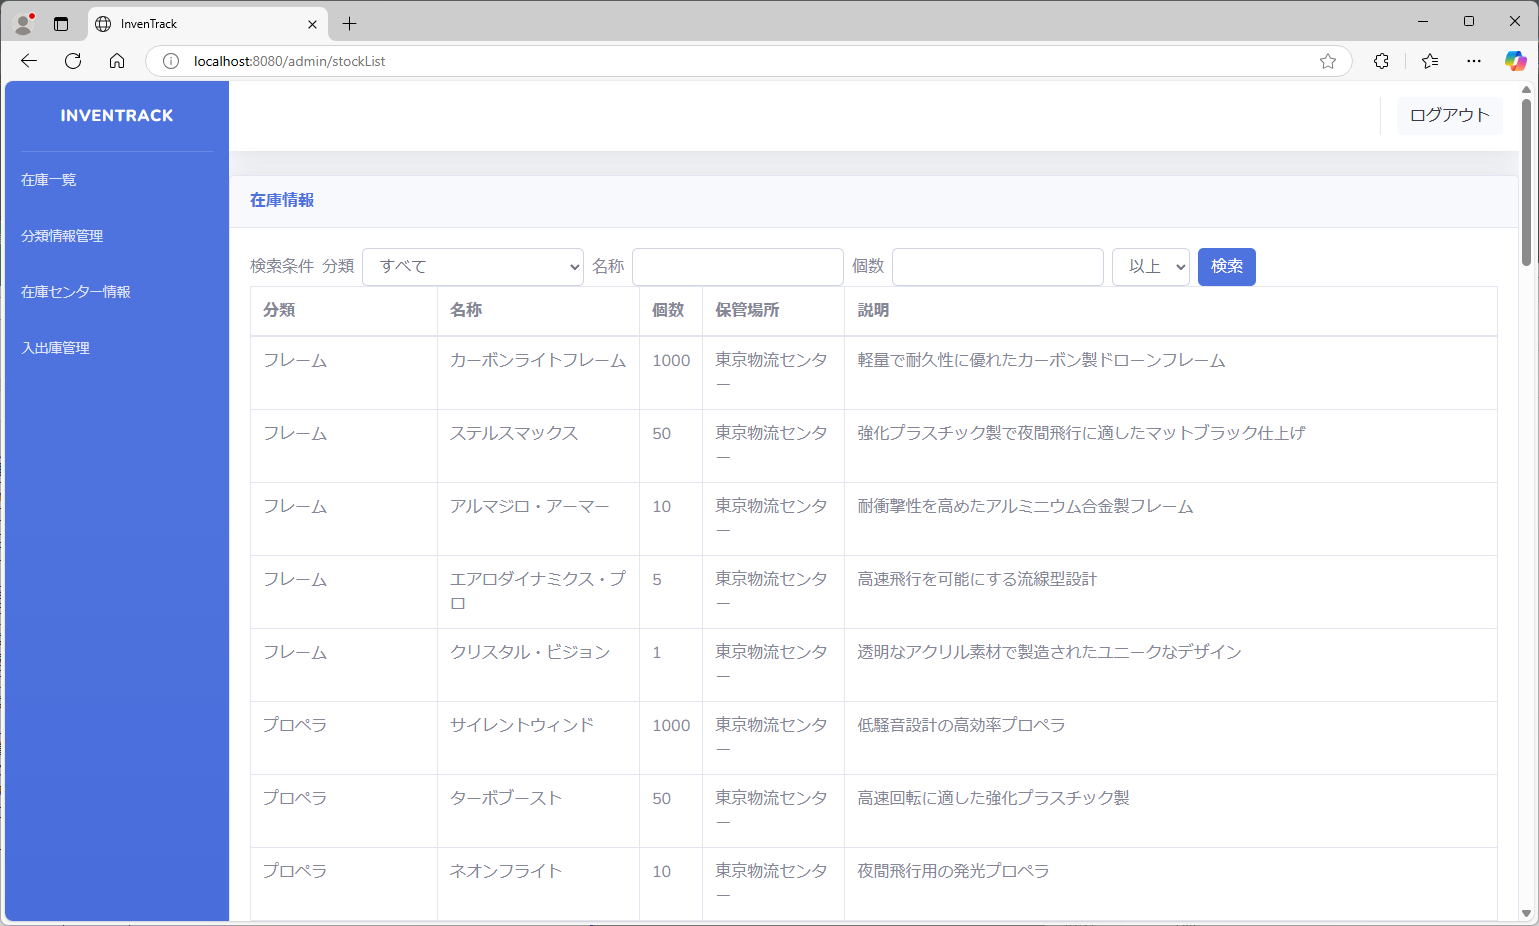 InvenTrack
localhost:8080/admin/stockList
INVENTRACK
ログアウト
在庫一覧
分類情報管理
在庫センター情報
入出庫管理
在庫情報
検索条件 分類 すべて 名称 個数 以上 検索
分類 名称 個数 保管場所 説明
フレーム カーボンライトフレーム 1000 東京物流センタ 軽量で耐久性に優れたカーボン製ドローンフレーム
ー
フレーム ステルスマックス 50 東京物流センタ 強化プラスチック製で夜間飛行に適したマットブラック仕上げ
ー
フレーム アルマジロ・アーマー 10 東京物流センタ 耐衝撃性を高めたアルミニウム合金製フレーム
ー
フレーム エアロダイナミクス・プ 5 東京物流センタ 高速飛行を可能にする流線型設計
ロ ー
フレーム クリスタル・ビジョン 1 東京物流センタ 透明なアクリル素材で製造されたユニークなデザイン
ー
プロペラ サイレントウィンド 1000 東京物流センタ 低騒音設計の高効率プロペラ
ー
プロペラ ターボブースト 50 東京物流センタ 高速回転に適した強化プラスチック製
ー
プロペラ ネオンフライト 10 東京物流センタ 夜間飛行用の発光プロペラ
ー